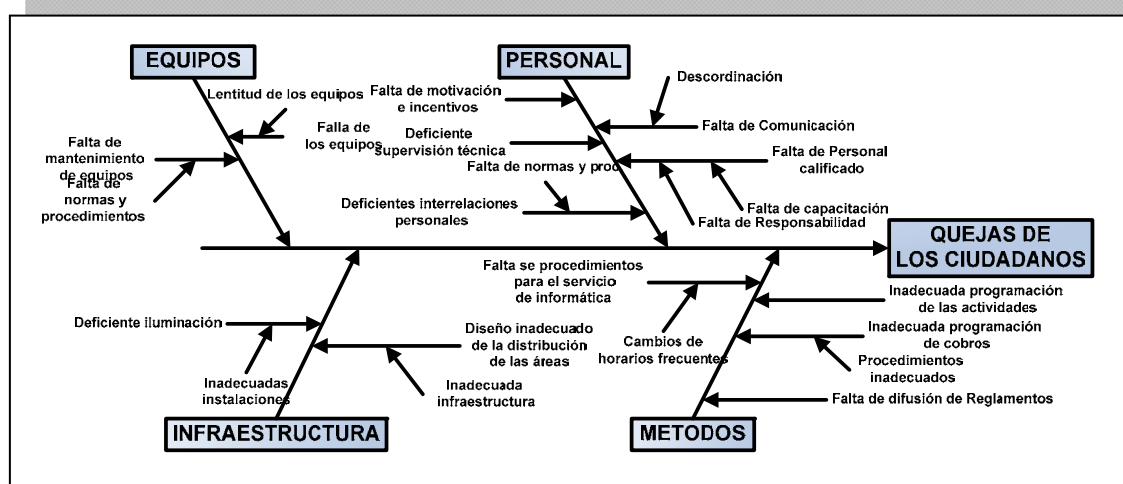 EQUIPOS
PERSONAL
Descordinación
Lentitud de los equipos
Falta de motivación
e incentivos
Falla de
los equipos
Deficiente
supervisión técnica
Falta de Comunicación
Falta de
mantenimiento
de equipos
Falta de
normas y
procedimientos
Falta de normas y prod
Falta de Personal
calificado
Deficientes interrelaciones
personales
Falta de capacitación
Falta de Responsabilidad
QUEJAS DE
LOS CIUDADANOS
Falta se procedimientos
para el servicio
de informática
Inadecuada programación
de las actividades
Deficiente iluminación
Diseño inadecuado
de la distribución
de las áreas
Cambios de
horarios frecuentes
Inadecuada programación
de cobros
Procedimientos
inadecuados
Inadecuadas
instalaciones
Inadecuada
infraestructura
Falta de difusión de Reglamentos
INFRAESTRUCTURA
METODOS